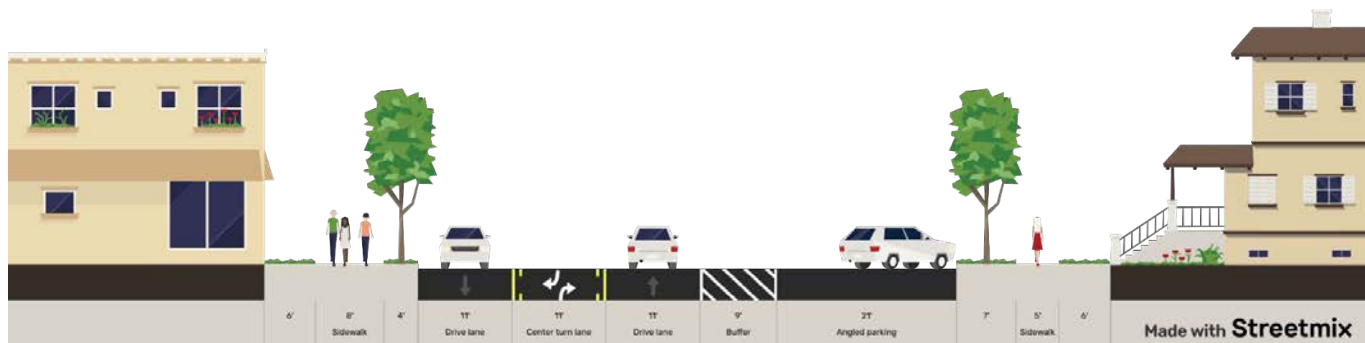 6'
8'
4'
11'
11'
11'
9'
21'
7'
5'
6'
Sidewalk
Drive lane
Center turn lane
Drive lane
Buffer
Angled parking
Sidewalk
Made with Streetmix